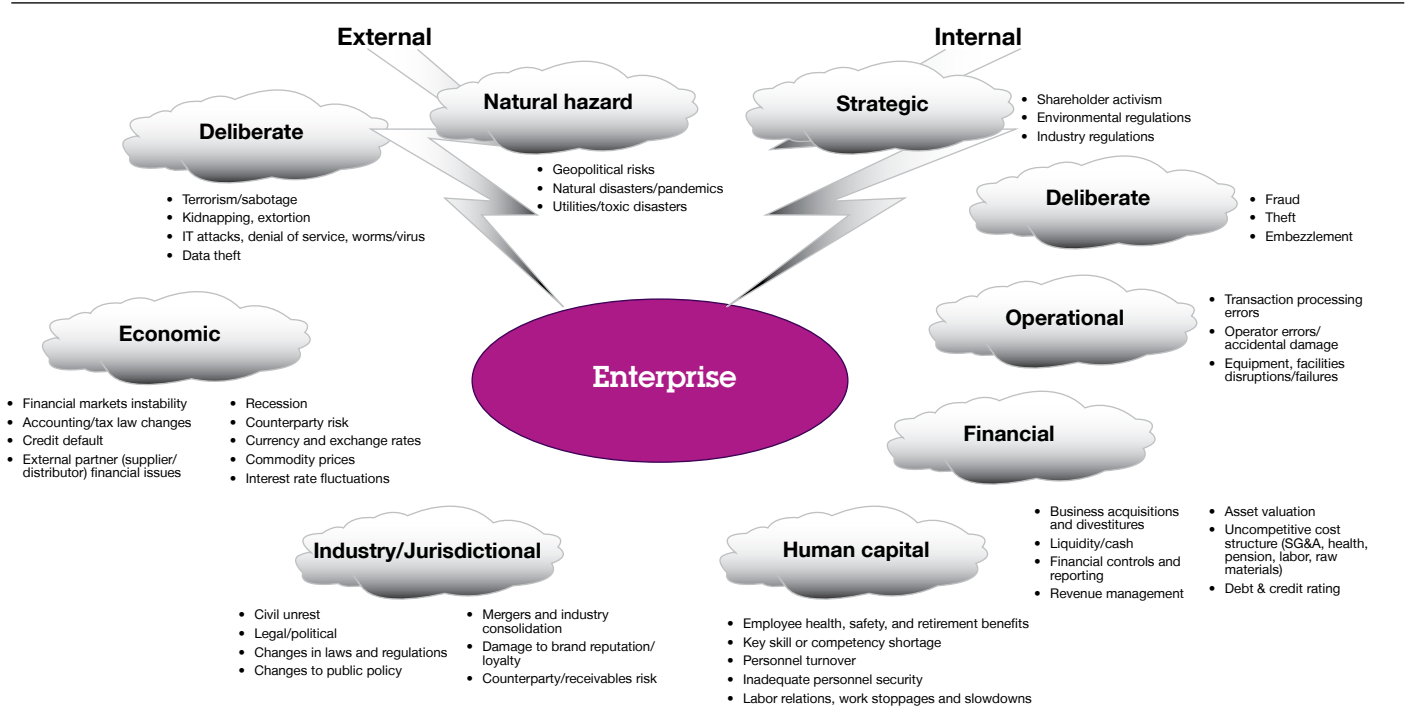 External
Internal
Natural hazard
• Geopolitical risks
• Natural disasters/pandemics
• Utilities/toxic disasters
Strategic
• Shareholder activism
• Environmental regulations
• Industry regulations
Deliberate
• Terrorism/sabotage
• Kidnapping, extortion
• IT attacks, denial of service, worms/virus
• Data theft
Deliberate
• Fraud
• Theft
• Embezzlement
Economic
• Financial markets instability
• Accounting/tax law changes
• Credit default
• External partner (supplier/
distributor) financial issues
• Recession
• Counterparty risk
• Currency and exchange rates
• Commodity prices
• Interest rate fluctuations
Enterprise
Operational
• Transaction processing
errors
• Operator errors/
accidental damage
• Equipment, facilities
disruptions/failures
Financial
• Business acquisitions
and divestitures
• Liquidity/cash
• Financial controls and
reporting
• Revenue management
• Asset valuation
• Uncompetitive cost
structure (SG&A, health,
pension, labor, raw
materials)
• Debt & credit rating
Industry/Jurisdictional
• Civil unrest
• Legal/political
• Changes in laws and regulations
• Changes to public policy
• Mergers and industry
consolidation
• Damage to brand reputation/
loyalty
• Counterparty/receivables risk
Human capital
• Employee health, safety, and retirement benefits
• Key skill or competency shortage
• Personnel turnover
• Inadequate personnel security
• Labor relations, work stoppages and slowdowns